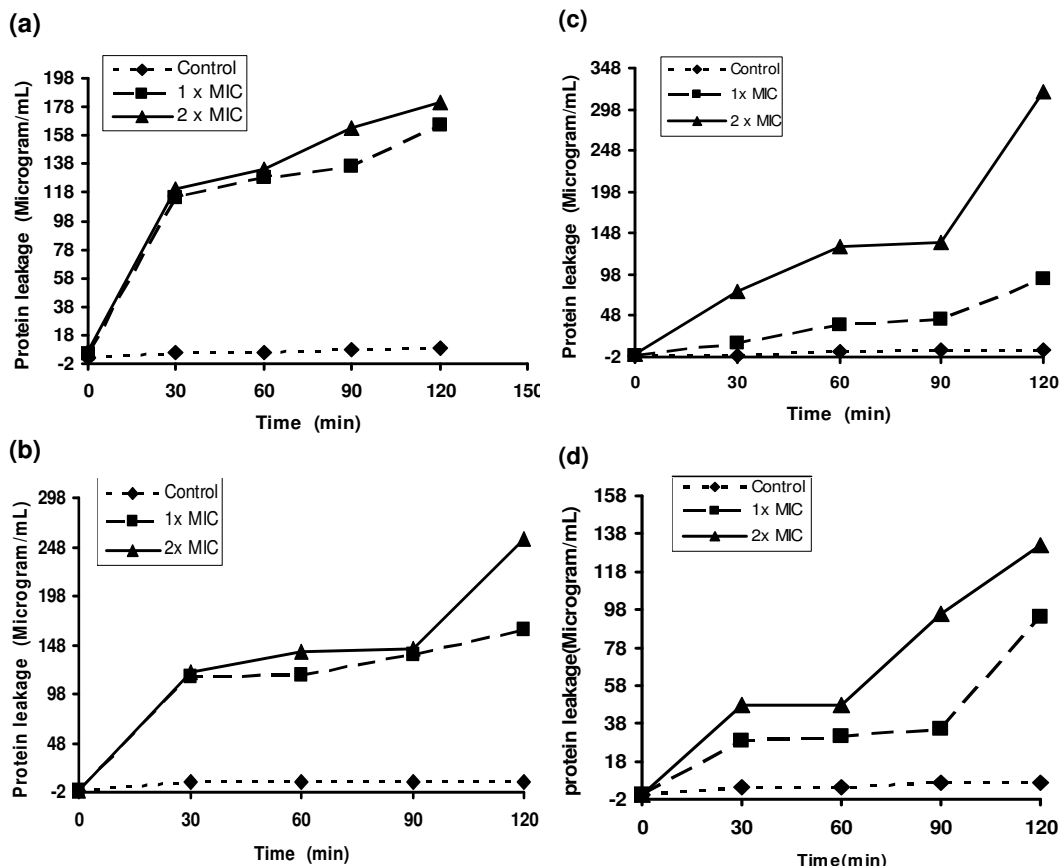 (a)
Control
1 x MIC
2 x MIC
Protein leakage (Microgram/mL)
198
178
158
138
118
98
78
58
38
18
-2
0 30 60 90 120 150
Time (min)
(c)
Control
1x MIC
2 x MIC
Protein leakage (Microgram/mL)
348
298
248
198
148
98
48
-2
0 30 60 90 120
Time (min)
(b)
Control
1x MIC
2x MIC
Protein leakage (Microgram/mL)
298
248
198
148
98
48
-2
0 30 60 90 120
Time (min)
(d)
Control
1x MIC
2x MIC
protein leakage(Microgram/mL)
158
138
118
98
78
58
38
18
-2
0 30 60 90 120
Time(min)